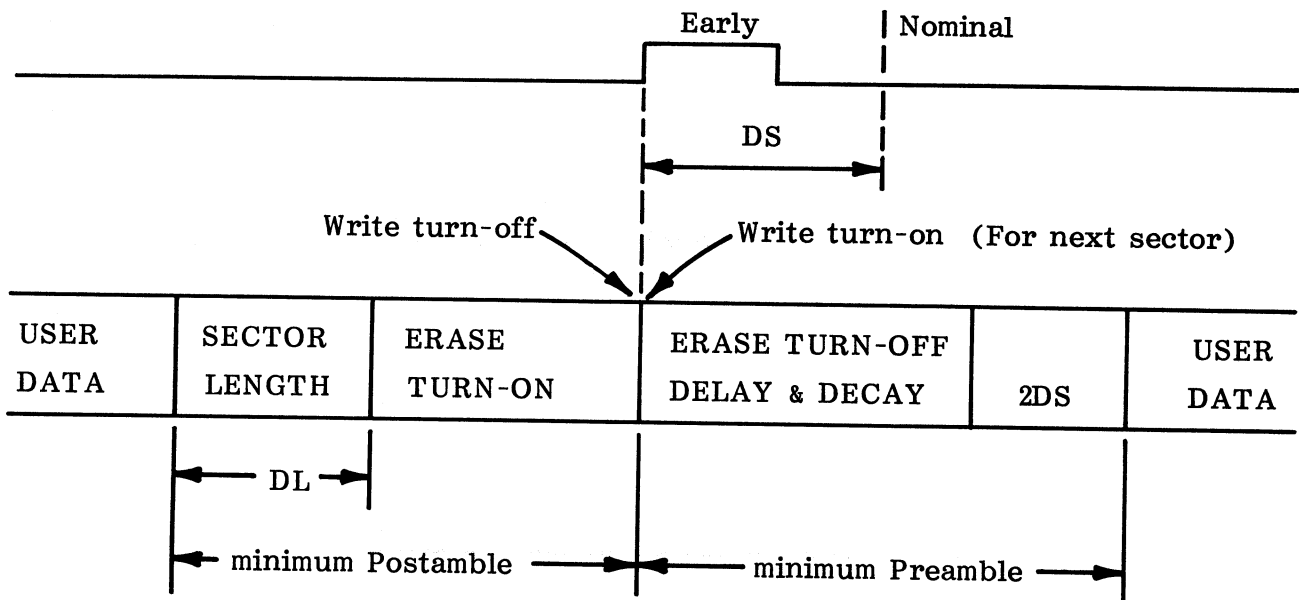 Early
Nominal
DS
Write turn-off
Write turn-on (For next sector)
USER
DATA
SECTOR
LENGTH
ERASE
TURN-ON
ERASE TURN-OFF
DELAY & DECAY
2DS
USER
DATA
DL
minimum Postamble
minimum Preamble